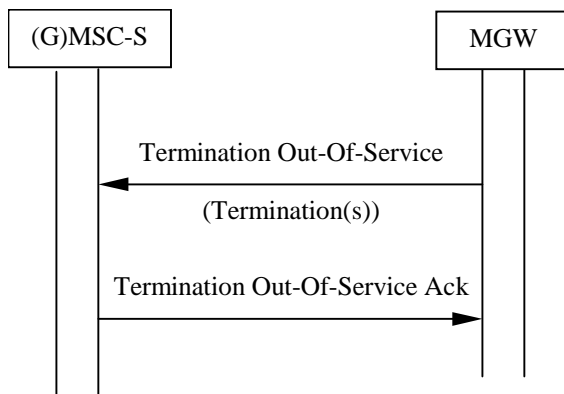 (G)MSC-S
MGW
Termination Out-Of-Service
(Termination(s))
Termination Out-Of-Service Ack